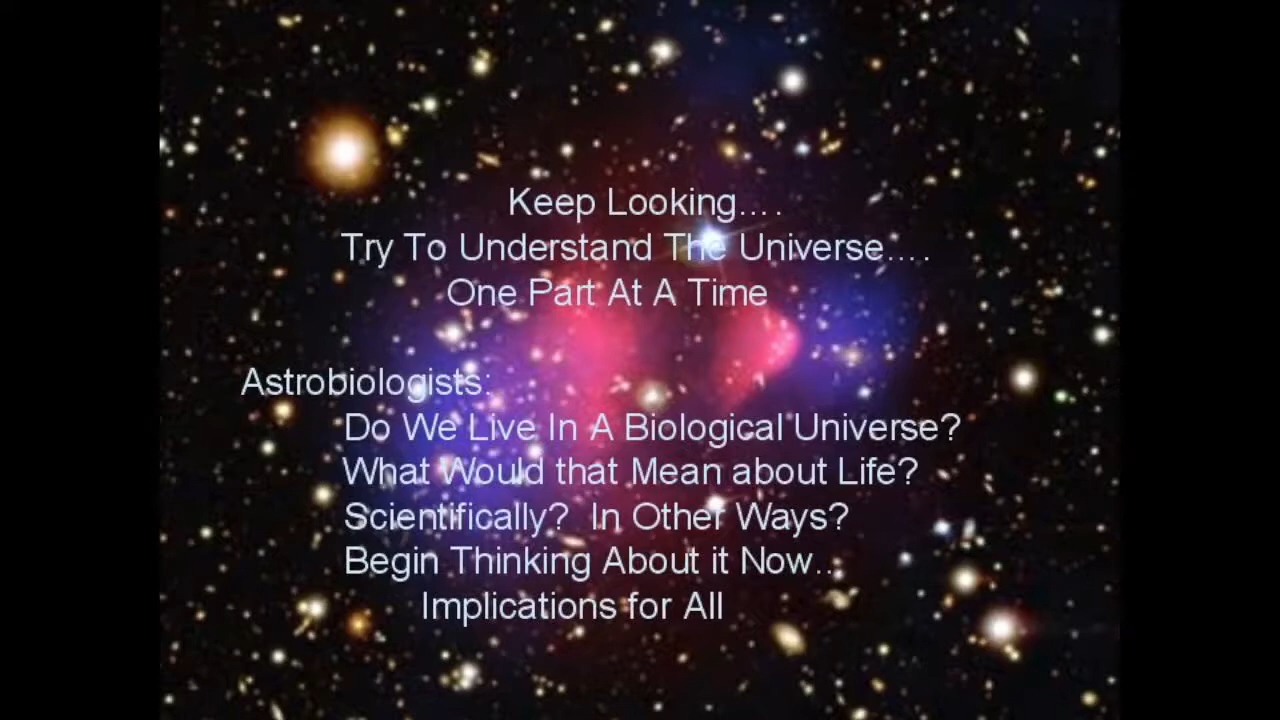 Keep Looking....
Try To Understand The Universe....
One Part At A Time
Astrobiologists:
Do We Live In A Biological Universe?
What Would that Mean about Life?
Scientifically?  In Other Ways?
Begin Thinking About it Now...
Implications for All